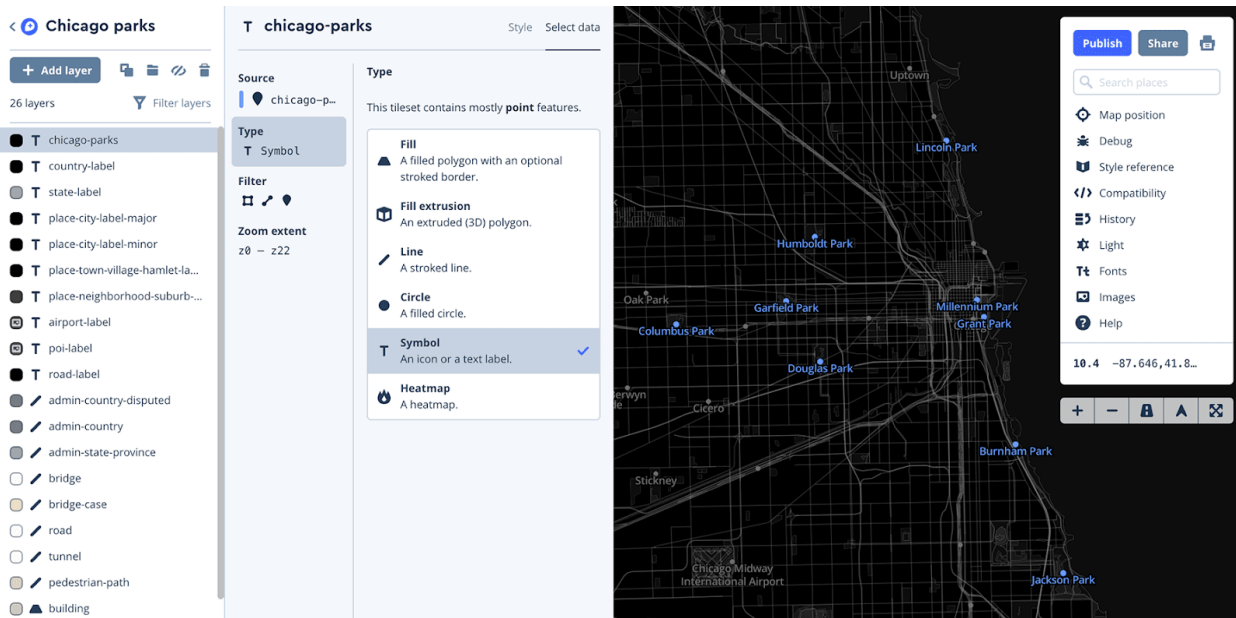 Chicago parks
+ Add layer
26 layers
Filter layers
chicago-parks
country-label
state-label
place-city-label-major
place-city-label-minor
place-town-village-hamlet-la...
place-neighborhood-suburb-...
airport-label
poi-label
road-label
admin-country-disputed
admin-country
admin-state-province
bridge
bridge-case
road
tunnel
pedestrian-path
building
chicago-parks
Style
Select data
Source
chicago-p…
Type
Symbol
Filter
Zoom extent
z0 – z22
Type
This tileset contains mostly point features.
Fill
A filled polygon with an optional
stroked border.
Fill extrusion
An extruded (3D) polygon.
Line
A stroked line.
Circle
A filled circle.
Symbol
An icon or a text label.
Heatmap
A heatmap.
Uptown
Lincoln Park
Humboldt Park
Oak Park
Garfield Park
Millennium Park
Grant Park
Columbus Park
Douglas Park
Cicero
Burnham Park
Stickney
Chicago Midway
International Airport
Jackson Park
Publish
Share
Search places
Map position
Debug
Style reference
Compatibility
History
Light
Fonts
Images
Help
10.4 -87.646,41.8…